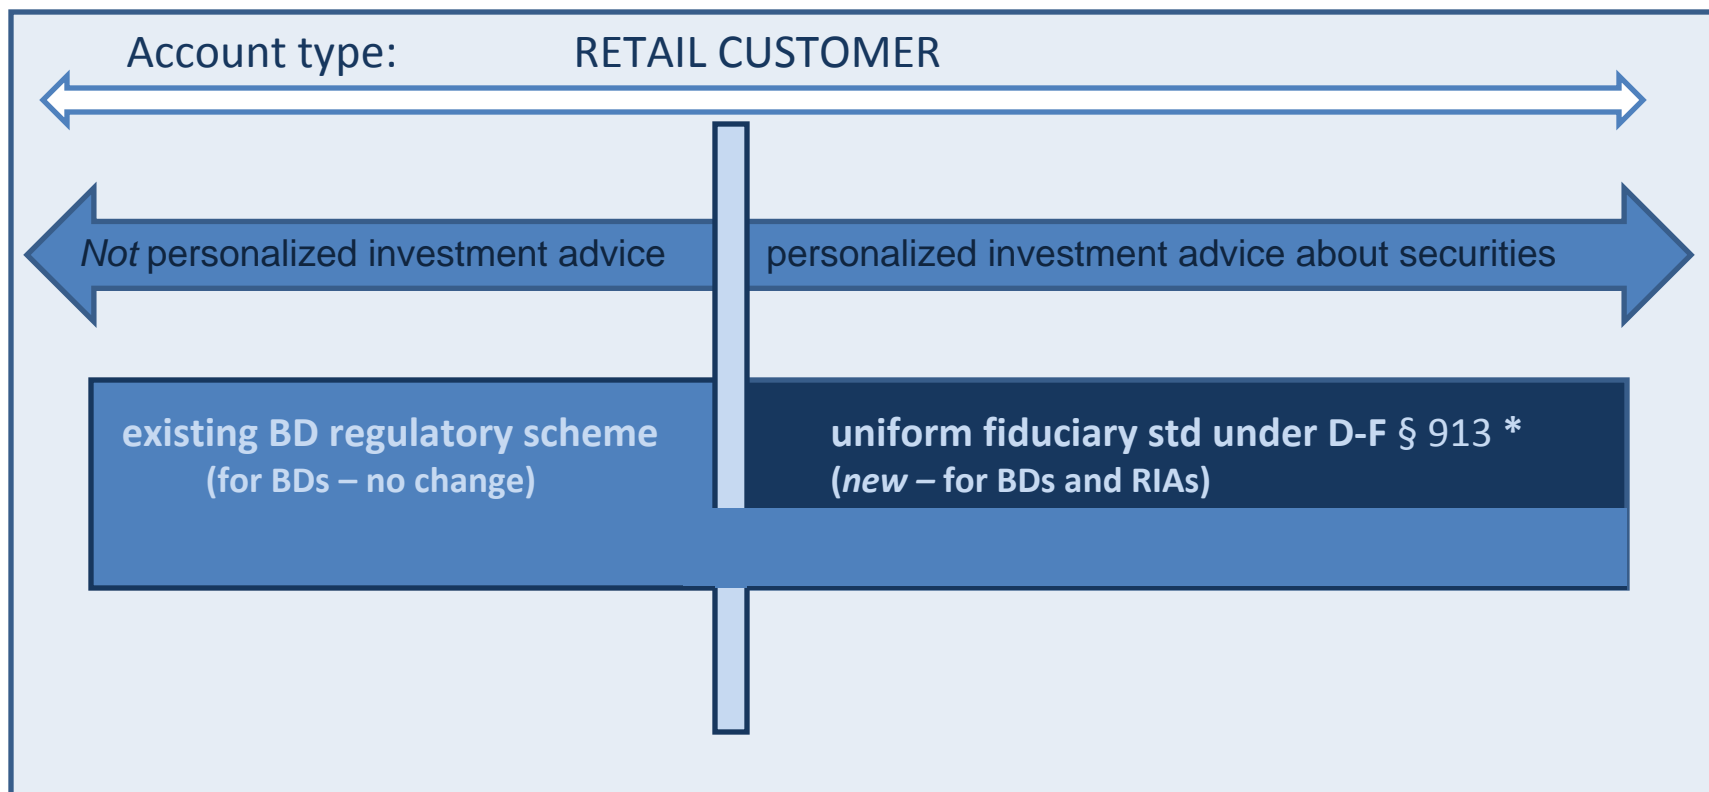 Account type: RETAIL CUSTOMER
Not personalized investment advice
personalized investment advice about securities
existing BD regulatory scheme
(for BDs – no change)
uniform fiduciary std under D-F § 913 *
(new – for BDs and RIAs)